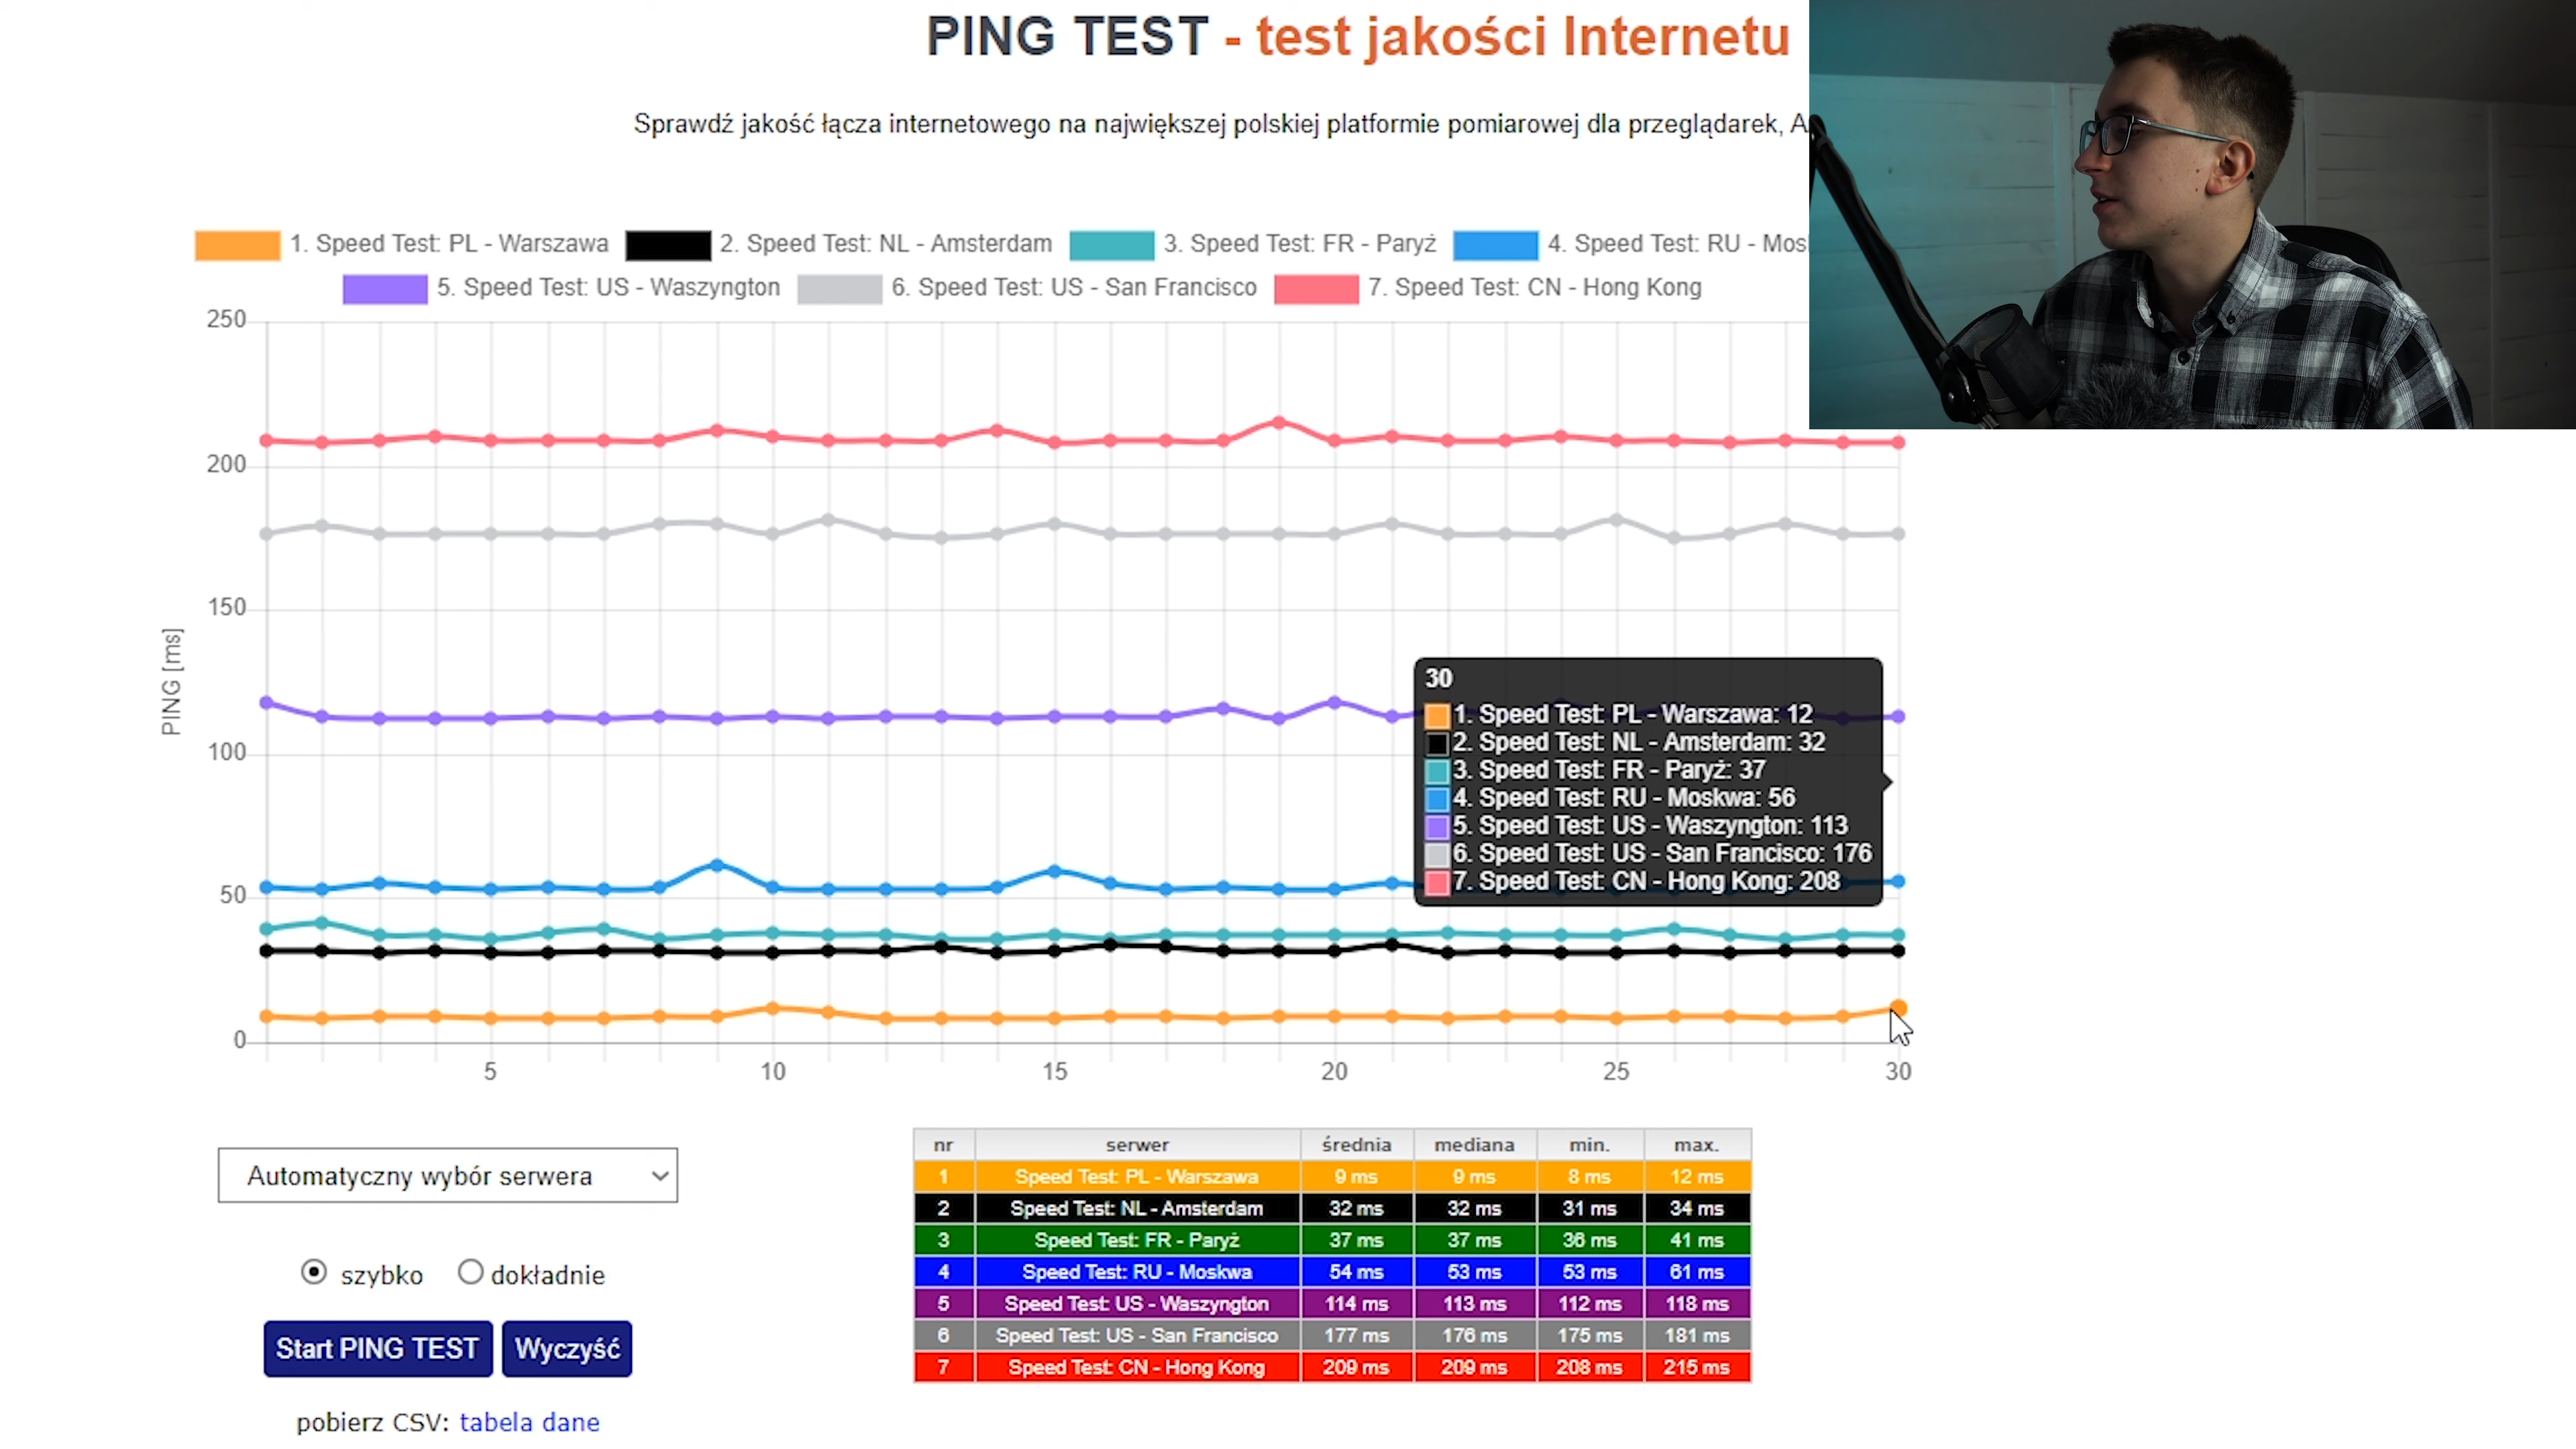 PING TEST - test jakości Internetu
Sprawdź jakość łącza internetowego na największej polskiej platformie pomiarowej dla przeglądarek,
1. Speed Test: PL - Warszawa 2. Speed Test: NL - Amsterdam 3. Speed Test: FR - Paryż 4. Speed Test: RU -
5. Speed Test: US - Waszyngton 6. Speed Test: US - San Francisco 7. Speed Test: CN - Hong Kong
250
200
150
100
50
0
PING [ms]
30
1. Speed Test: PL - Warszawa: 12
2. Speed Test: NL - Amsterdam: 32
3. Speed Test: FR - Paryż: 37
4. Speed Test: RU - Moskwa: 56
5. Speed Test: US - Waszyngton: 113
6. Speed Test: US - San Francisco: 176
7. Speed Test: CN - Hong Kong: 208
5 10 15 20 25 30
Automatyczny wybór serwera
szybko dokładnie
Start PING TEST Wyczyść
pobierz CSV: tabela dane
nr serwer średnia mediana min. max.
1 Speed Test: PL - Warszawa 9 ms 9 ms 8 ms 12 ms
2 Speed Test: NL - Amsterdam 32 ms 32 ms 31 ms 34 ms
3 Speed Test: FR - Paryż 37 ms 37 ms 36 ms 41 ms
4 Speed Test: RU - Moskwa 54 ms 53 ms 53 ms 61 ms
5 Speed Test: US - Waszyngton 114 ms 113 ms 112 ms 118 ms
6 Speed Test: US - San Francisco 177 ms 176 ms 175 ms 181 ms
7 Speed Test: CN - Hong Kong 209 ms 209 ms 208 ms 215 ms